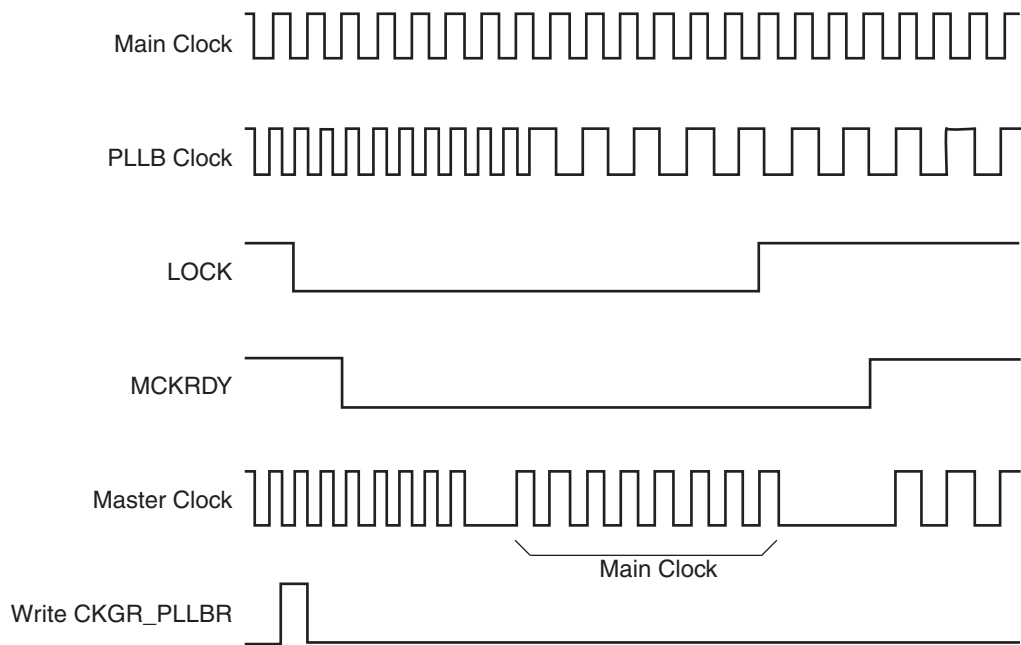 Main Clock
PLLB Clock
LOCK
MCKRDY
Master Clock
Main Clock
Write CKGR_PLLBR